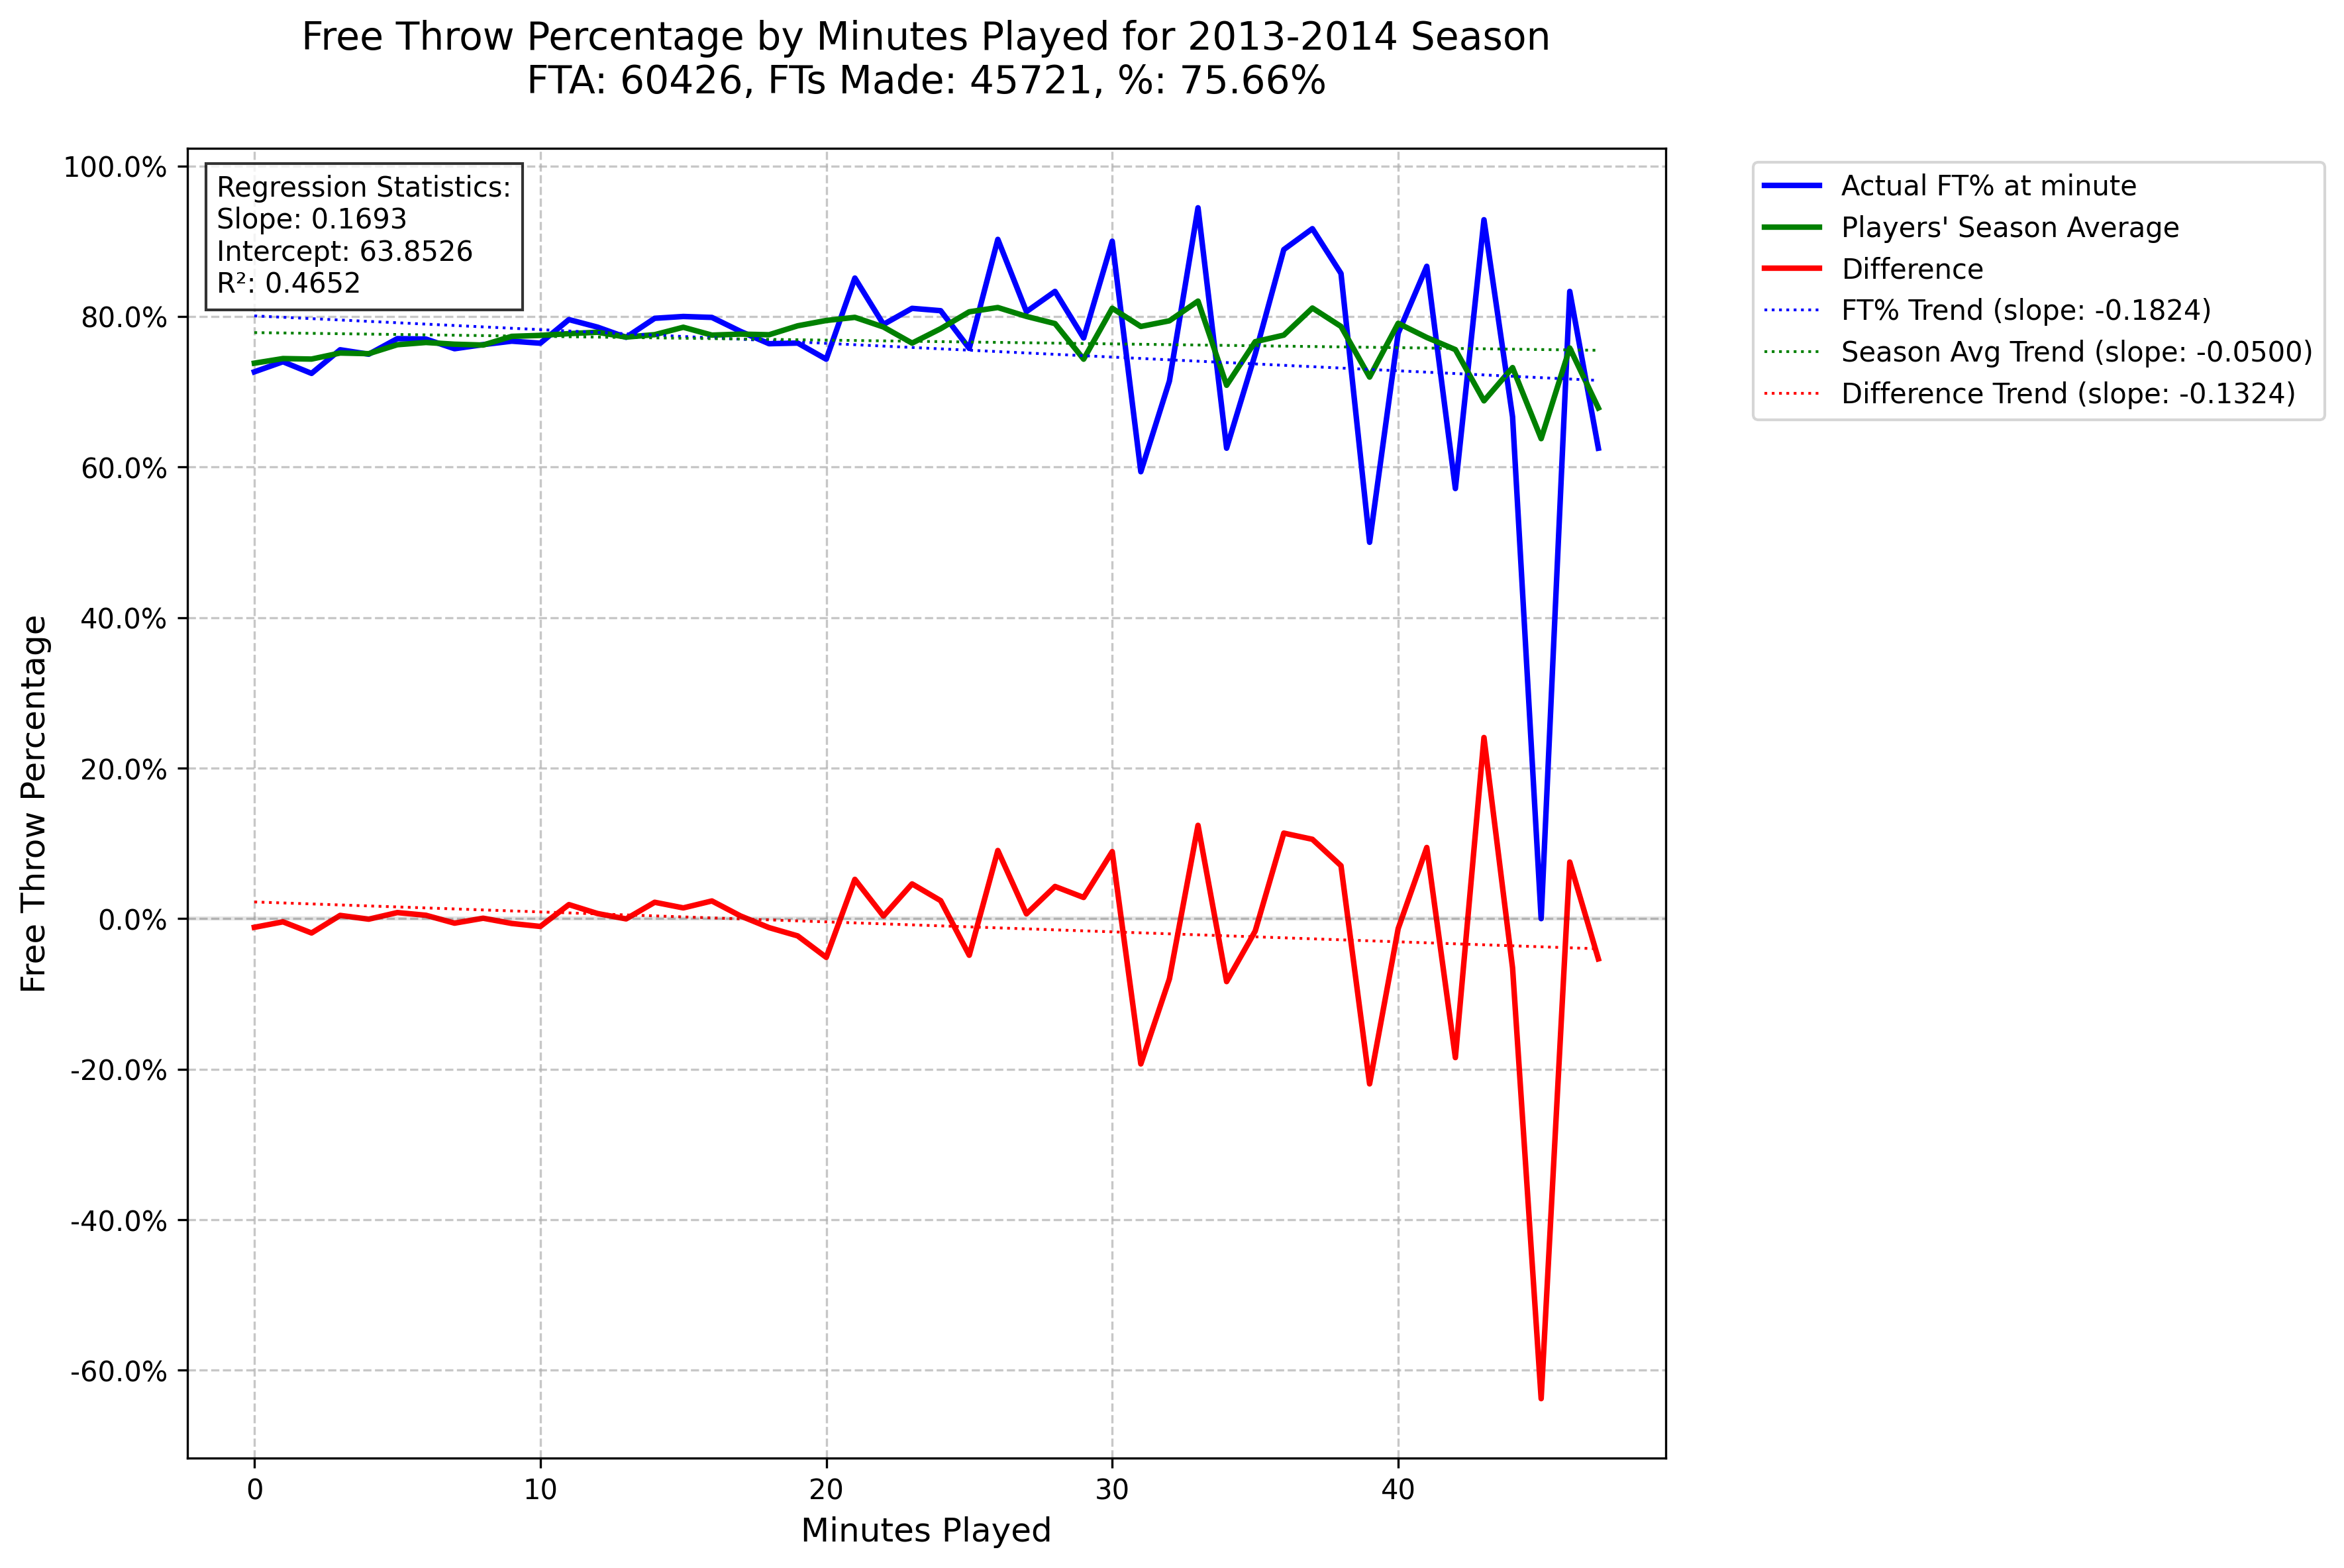 Free Throw Percentage by Minutes Played for 2013-2014 Season
FTA: 60426, FTs Made: 45721, %: 75.66%
Regression Statistics:
Slope: 0.1693
Intercept: 63.8526
R²: 0.4652
Actual FT% at minute
Players' Season Average
Difference
FT% Trend (slope: -0.1824)
Season Avg Trend (slope: -0.0500)
Difference Trend (slope: -0.1324)
Free Throw Percentage
100.0%
80.0%
60.0%
40.0%
20.0%
0.0%
-20.0%
-40.0%
-60.0%
0 10 20 30 40
Minutes Played